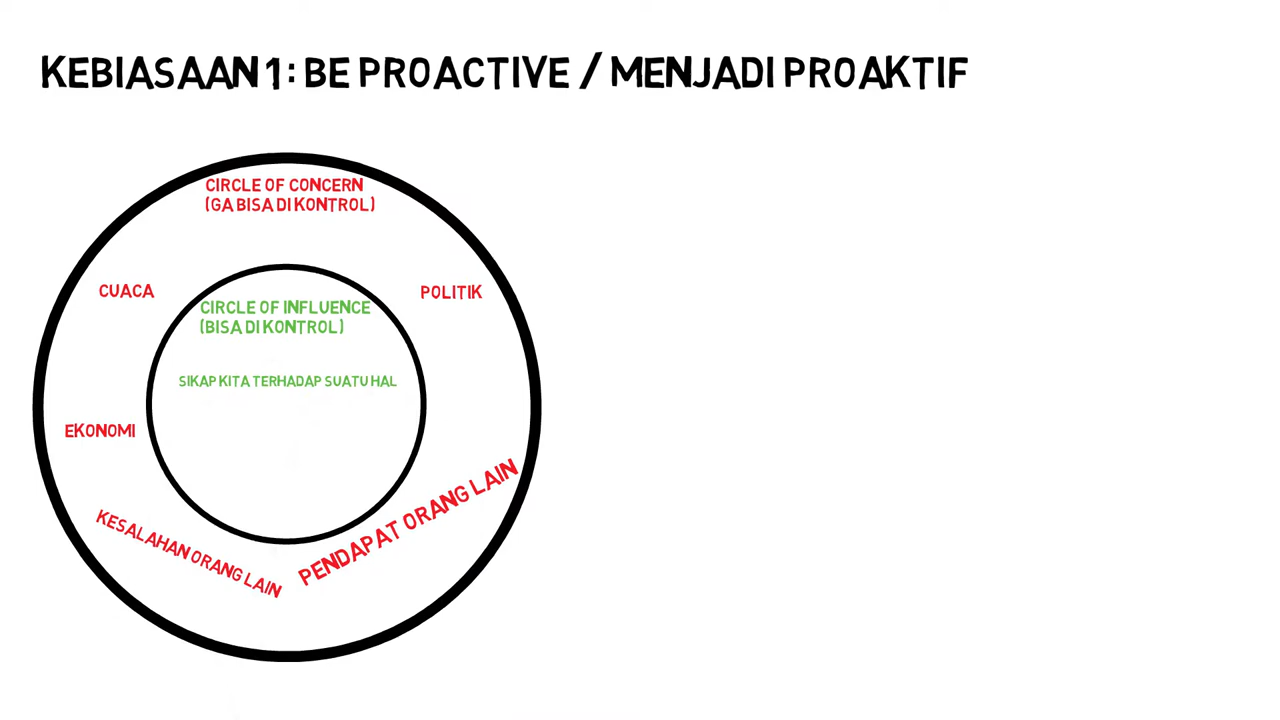 KEBIASAAN 1: BE PROACTIVE / MENJADI PROAKTIF
CIRCLE OF CONCERN
(GA BISA DI KONTROL)
CUACA
POLITIK
CIRCLE OF INFLUENCE
(BISA DI KONTROL)
SIKAP KITA TERHADAP SUATU HAL
EKONOMI
KESALAHAN ORANG LAIN
PENDAPAT ORANG LAIN